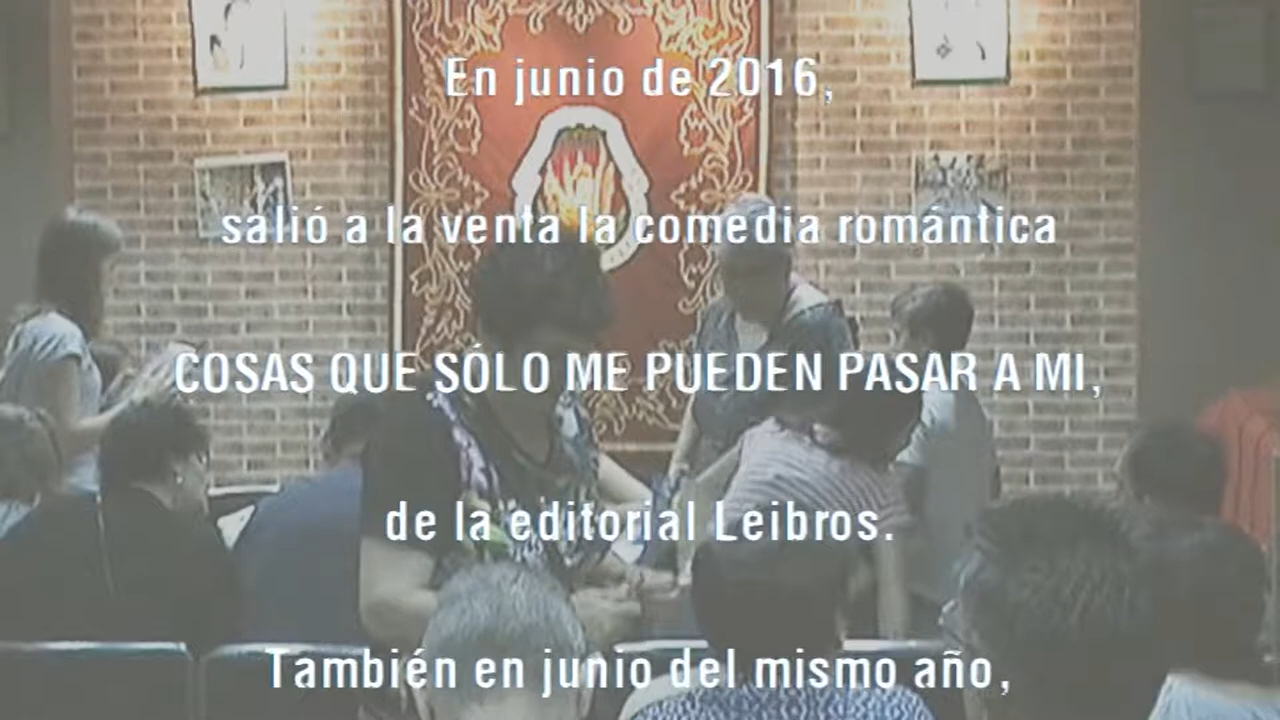 En junio de 2016,
salió a la venta la comedia romántica
COSAS QUE SÓLO ME PUEDEN PASAR A MI,
de la editorial Leibros.
También en junio del mismo año,